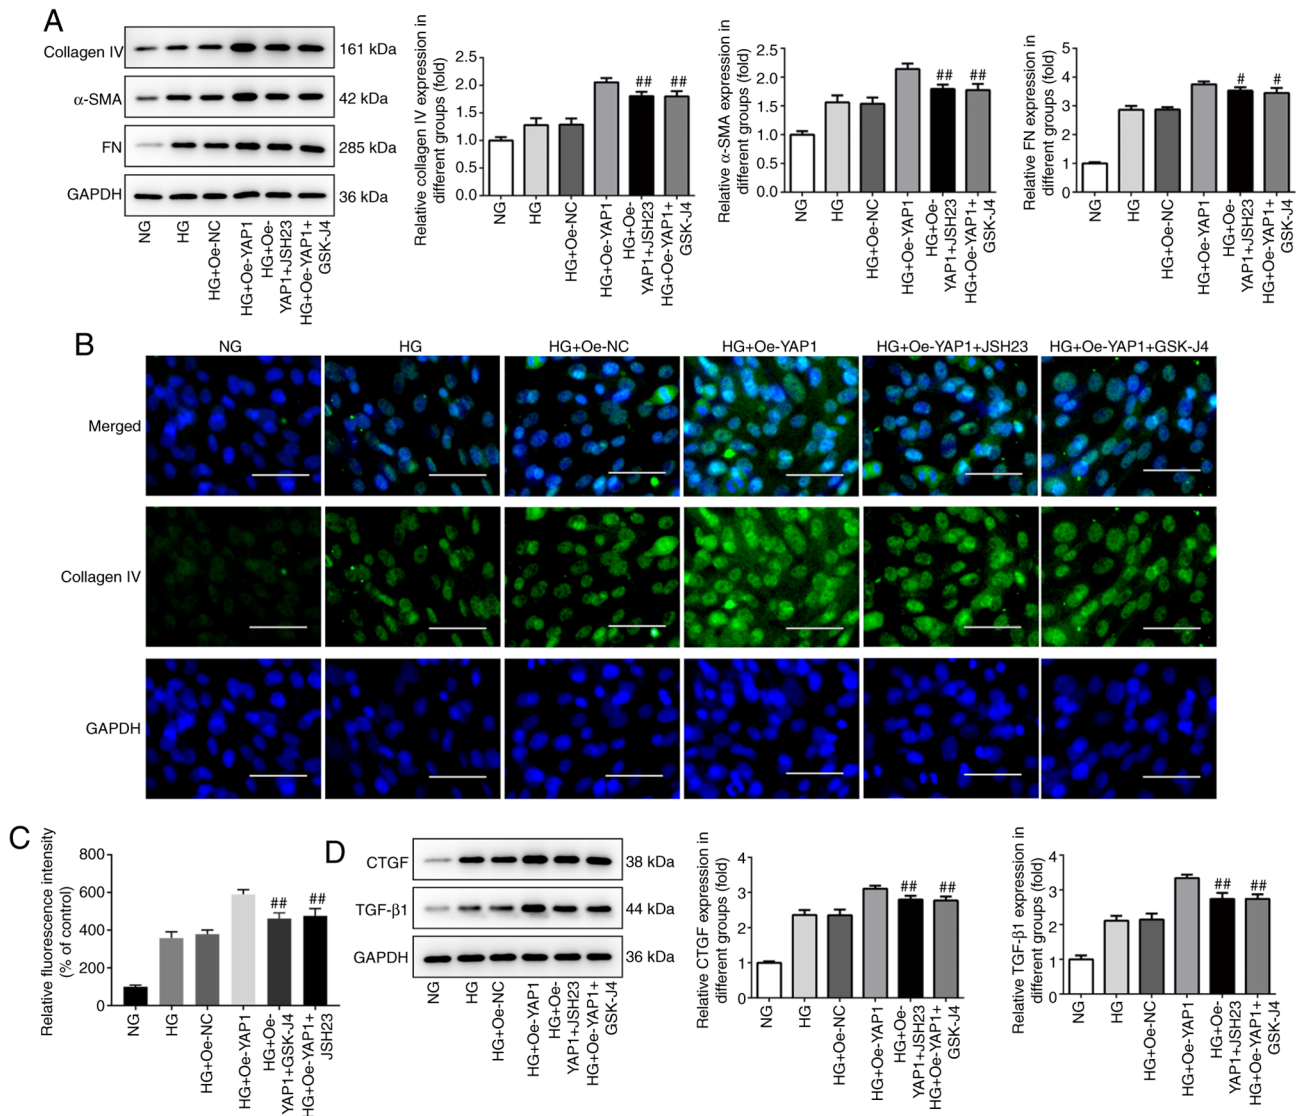 A
Collagen IV
161 kDa
α-SMA
42 kDa
FN
285 kDa
GAPDH
36 kDa
NG
HG
HG+Oe-NC
HG+Oe-YAP1
HG+Oe-
YAP1+JSH23
HG+Oe-YAP1+
GSK-J4
Relative collagen IV expression in
different groups (fold)
2.5
2.0
1.5
1.0
0.5
0.0
##
##
NG
HG
HG+Oe-NC
HG+Oe-YAP1
HG+Oe-
YAP1+JSH23
HG+Oe-YAP1+
GSK-J4
Relative α-SMA expression in
different groups (fold)
2.5
2.0
1.5
1.0
0.5
0.0
##
##
NG
HG
HG+Oe-NC
HG+Oe-YAP1
HG+Oe-
YAP1+JSH23
HG+Oe-YAP1+
GSK-J4
Relative FN expression in
different groups (fold)
5
4
3
2
1
0
#
#
NG
HG
HG+Oe-NC
HG+Oe-YAP1
HG+Oe
YAP1+JSH23
HG+Oe-YAP1+
GSK-J4
B
NG
HG
HG+Oe-NC
HG+Oe-YAP1
HG+Oe-YAP1+JSH23
HG+Oe-YAP1+GSK-J4
Merged
Collagen IV
GAPDH
C
Relative fluorescence intensity
(% of control)
800
600
400
200
0
##
##
NG
HG
HG+Oe-NC
HG+Oe-YAP1
HG+Oe-
YAP1+GSK-J4
HG+Oe-YAP1+
JSH23
D
CTGF
38 kDa
TGF-β1
44 kDa
GAPDH
36 kDa
NG
HG
HG+Oe-NC
HG+Oe-YAP1
HG+Oe-
YAP1+JSH23
HG+Oe-YAP1+
GSK-J4
Relative CTGF expression in
different groups (fold)
4
3
2
1
0
##
##
NG
HG
HG+Oe-NC
HG+Oe-YAP1
HG+Oe-
YAP1+JSH23
HG+Oe-YAP1+
GSK-J4
Relative TGF-β1 expression in
different groups (fold)
4
3
2
1
0
##
##
NG
HG
HG+Oe-NC
HG+Oe-YAP1
HG+Oe-
YAP1+JSH23
HG+Oe-YAP1+
GSK-J4